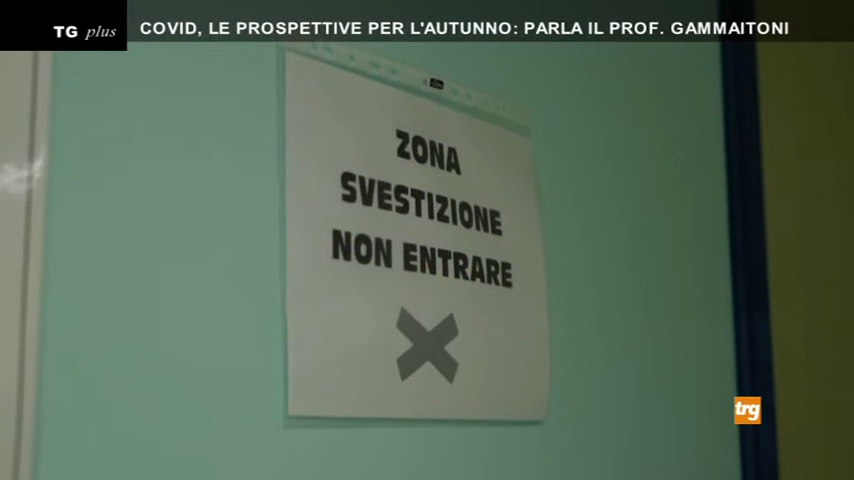 TG plus
COVID, LE PROSPETTIVE PER L'AUTUNNO: PARLA IL PROF. GAMMAITONI
ZONA
SVESTIZIONE
NON ENTRARE
trg